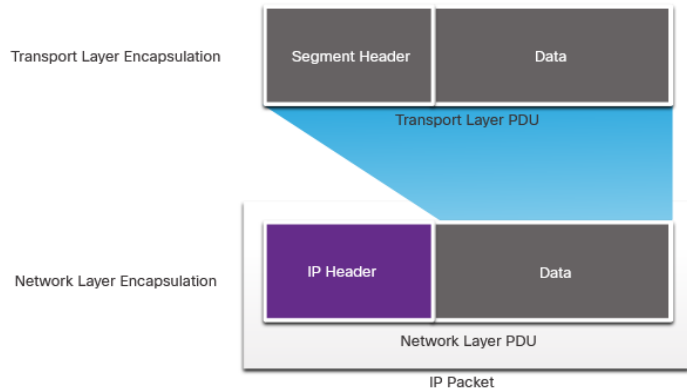 Transport Layer Encapsulation
Segment Header
Data
Transport Layer PDU
Network Layer Encapsulation
IP Header
Data
Network Layer PDU
IP Packet